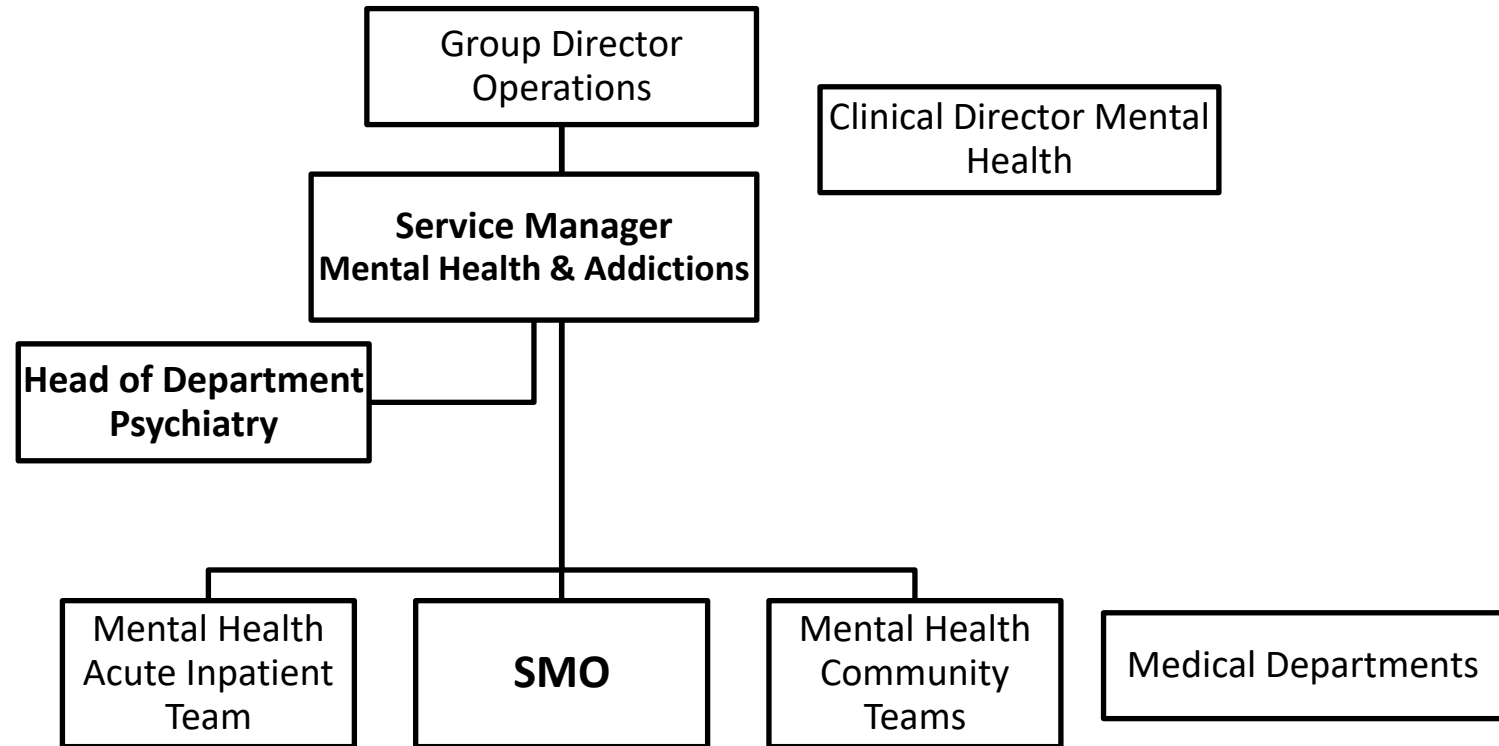 Group Director
Operations
Clinical Director Mental
Health
Service Manager
Mental Health & Addictions
Head of Department
Psychiatry
Mental Health
Acute Inpatient
Team
SMO
Mental Health
Community
Teams
Medical Departments